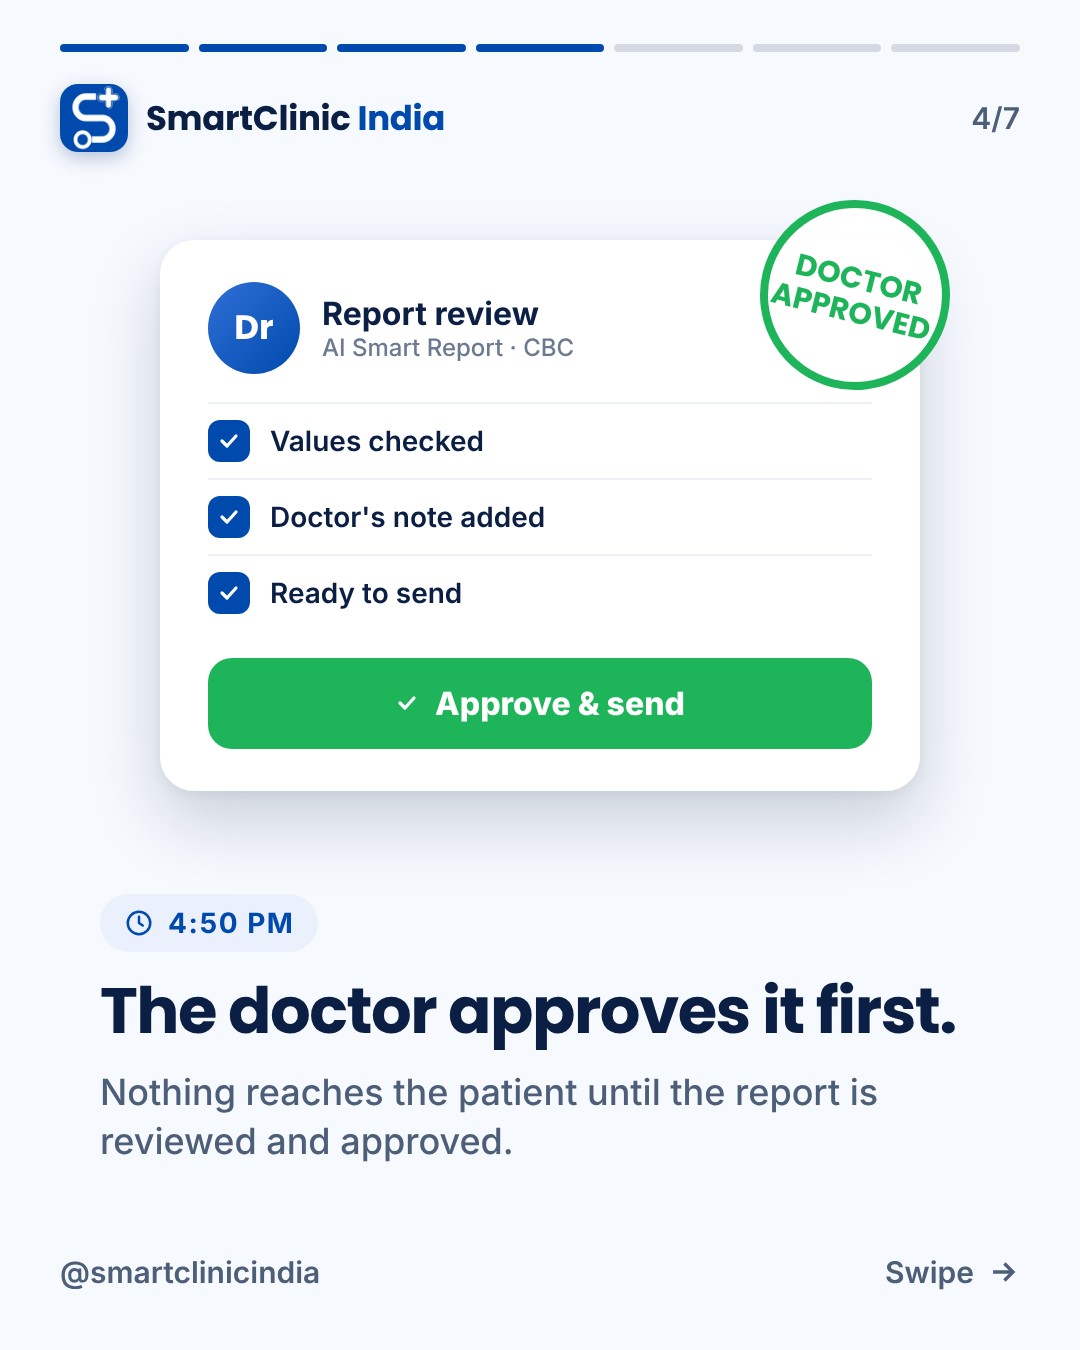 SmartClinic India
4/7
DOCTOR
APPROVED
Dr
Report review
AI Smart Report · CBC
Values checked
Doctor's note added
Ready to send
Approve & send
4:50 PM
The doctor approves it first.
Nothing reaches the patient until the report is
reviewed and approved.
@smartclinicindia
Swipe →